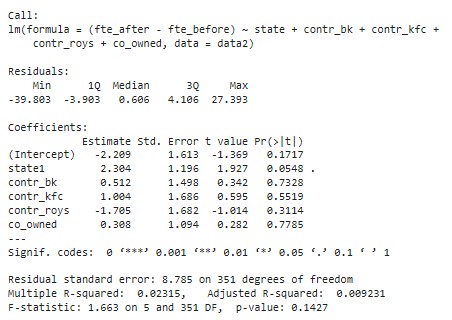 Call:
lm(formula = (fte_after - fte_before) ~ state + contr_bk + contr_kfc +
    contr_roys + co_owned, data = data2)

Residuals:
    Min      1Q  Median      3Q     Max
-39.803  -3.903   0.606   4.106  27.393

Coefficients:
            Estimate Std. Error t value Pr(>|t|)
(Intercept)   -2.209      1.613  -1.369   0.1717
state1         2.304      1.196   1.927   0.0548 .
contr_bk       0.512      1.498   0.342   0.7328
contr_kfc      1.004      1.686   0.595   0.5519
contr_roys    -1.705      1.682  -1.014   0.3114
co_owned       0.308      1.094   0.282   0.7785
---
Signif. codes:  0 ‘***’ 0.001 ‘**’ 0.01 ‘*’ 0.05 ‘.’ 0.1 ‘ ’ 1

Residual standard error: 8.785 on 351 degrees of freedom
Multiple R-squared:  0.02315,   Adjusted R-squared:  0.009231
F-statistic: 1.663 on 5 and 351 DF,  p-value: 0.1427